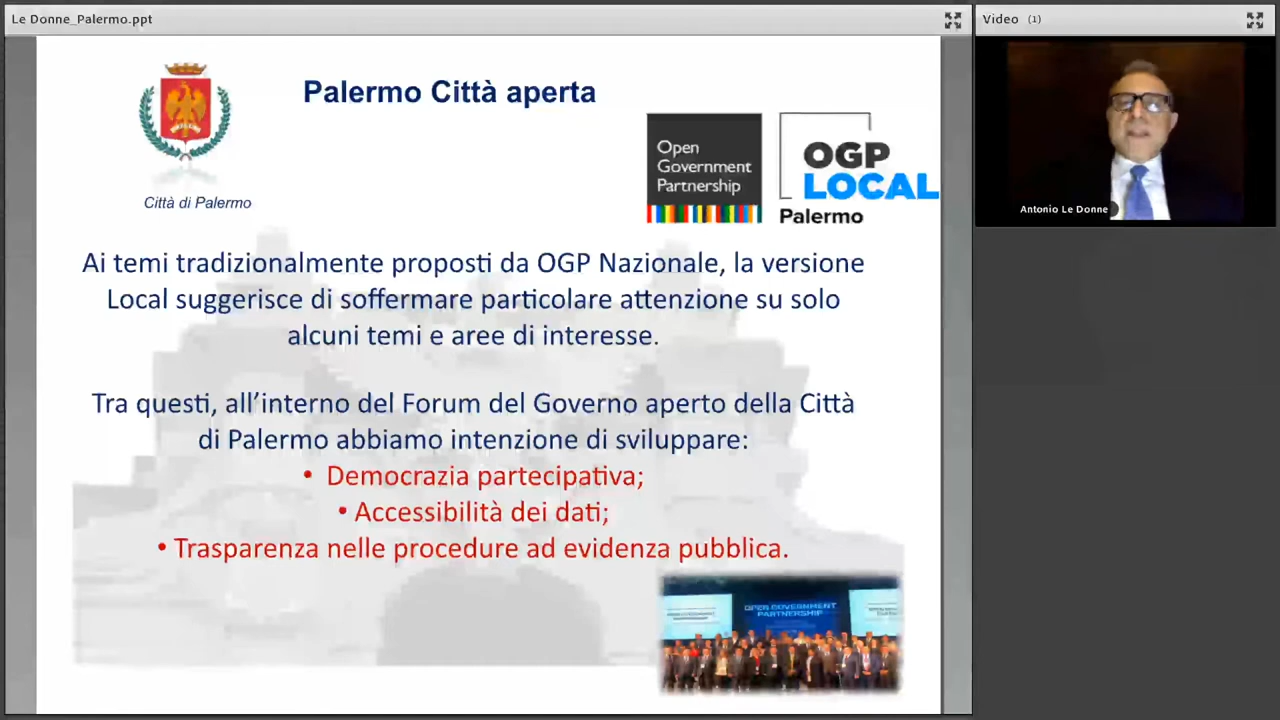 Le Donne_Palermo.ppt
Video (1)
Palermo Città aperta
Città di Palermo
Open
Government
Partnership
OGP
LOCAL
Palermo
Antonio Le Donne
Ai temi tradizionalmente proposti da OGP Nazionale, la versione
Local suggerisce di soffermare particolare attenzione su solo
alcuni temi e aree di interesse.
Tra questi, all’interno del Forum del Governo aperto della Città
di Palermo abbiamo intenzione di sviluppare:
• Democrazia partecipativa;
• Accessibilità dei dati;
• Trasparenza nelle procedure ad evidenza pubblica.
OPEN GOVERNMENT
PARTNERSHIP